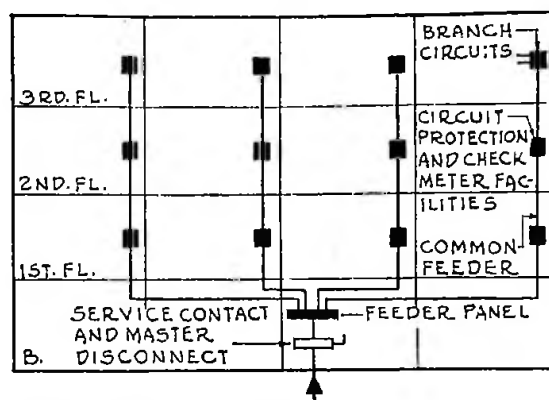 BRANCH
CIRCUITS
3RD. FL.
CIRCUIT
PROTECTION
AND CHECK
METER FAC-
ILITIES
2ND. FL.
COMMON
FEEDER
1ST. FL.
SERVICE CONTACT
AND MASTER
DISCONNECT
FEEDER PANEL
B.